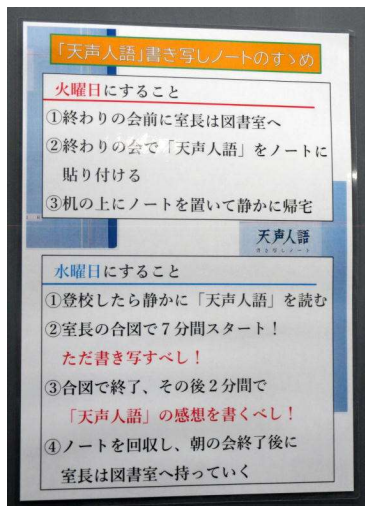 「天声人語」書き写しノートのすゝめ
火曜日にすること
①終わりの会前に室長は図書室へ
②終わりの会で「天声人語」をノートに
貼り付ける
③机の上にノートを置いて静かに帰宅
天声人語
書き写しノート
水曜日にすること
①登校したら静かに「天声人語」を読む
②室長の合図で7分間スタート!
ただ書き写すべし!
③合図で終了、その後2分間で
「天声人語」の感想を書くべし!
④ノートを回収し、朝の会終了後に
室長は図書室へ持っていく